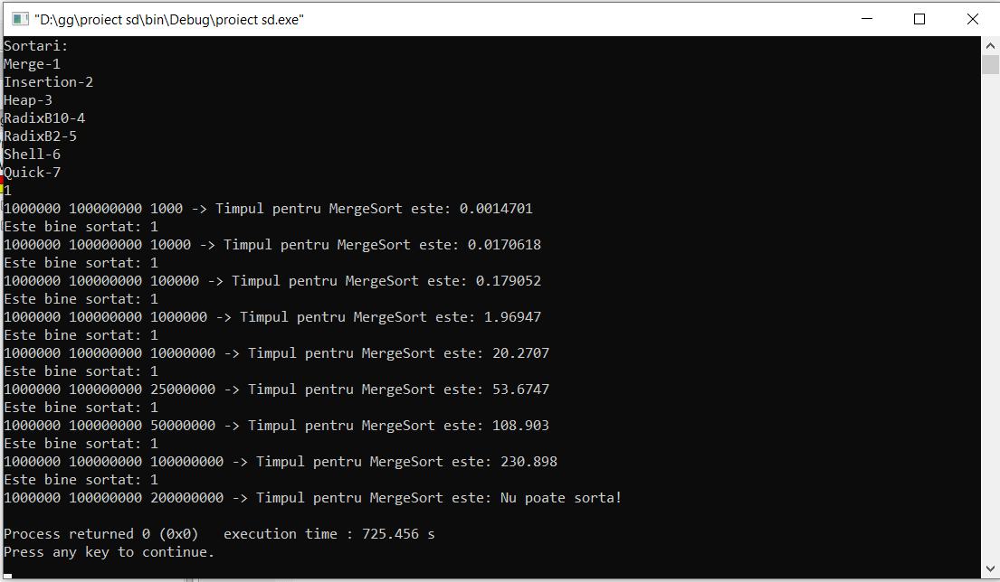 "D:\gg\proiect sd\bin\Debug\proiect sd.exe"
Sortari:
Merge-1
Insertion-2
Heap-3
RadixB10-4
RadixB2-5
Shell-6
Quick-7
1
1000000 100000000 1000 -> Timpul pentru MergeSort este: 0.0014701
Este bine sortat: 1
1000000 100000000 10000 -> Timpul pentru MergeSort este: 0.0170618
Este bine sortat: 1
1000000 100000000 100000 -> Timpul pentru MergeSort este: 0.179052
Este bine sortat: 1
1000000 100000000 1000000 -> Timpul pentru MergeSort este: 1.96947
Este bine sortat: 1
1000000 100000000 10000000 -> Timpul pentru MergeSort este: 20.2707
Este bine sortat: 1
1000000 100000000 25000000 -> Timpul pentru MergeSort este: 53.6747
Este bine sortat: 1
1000000 100000000 50000000 -> Timpul pentru MergeSort este: 108.903
Este bine sortat: 1
1000000 100000000 100000000 -> Timpul pentru MergeSort este: 230.898
Este bine sortat: 1
1000000 100000000 200000000 -> Timpul pentru MergeSort este: Nu poate sorta!
Process returned 0 (0x0)   execution time : 725.456 s
Press any key to continue.